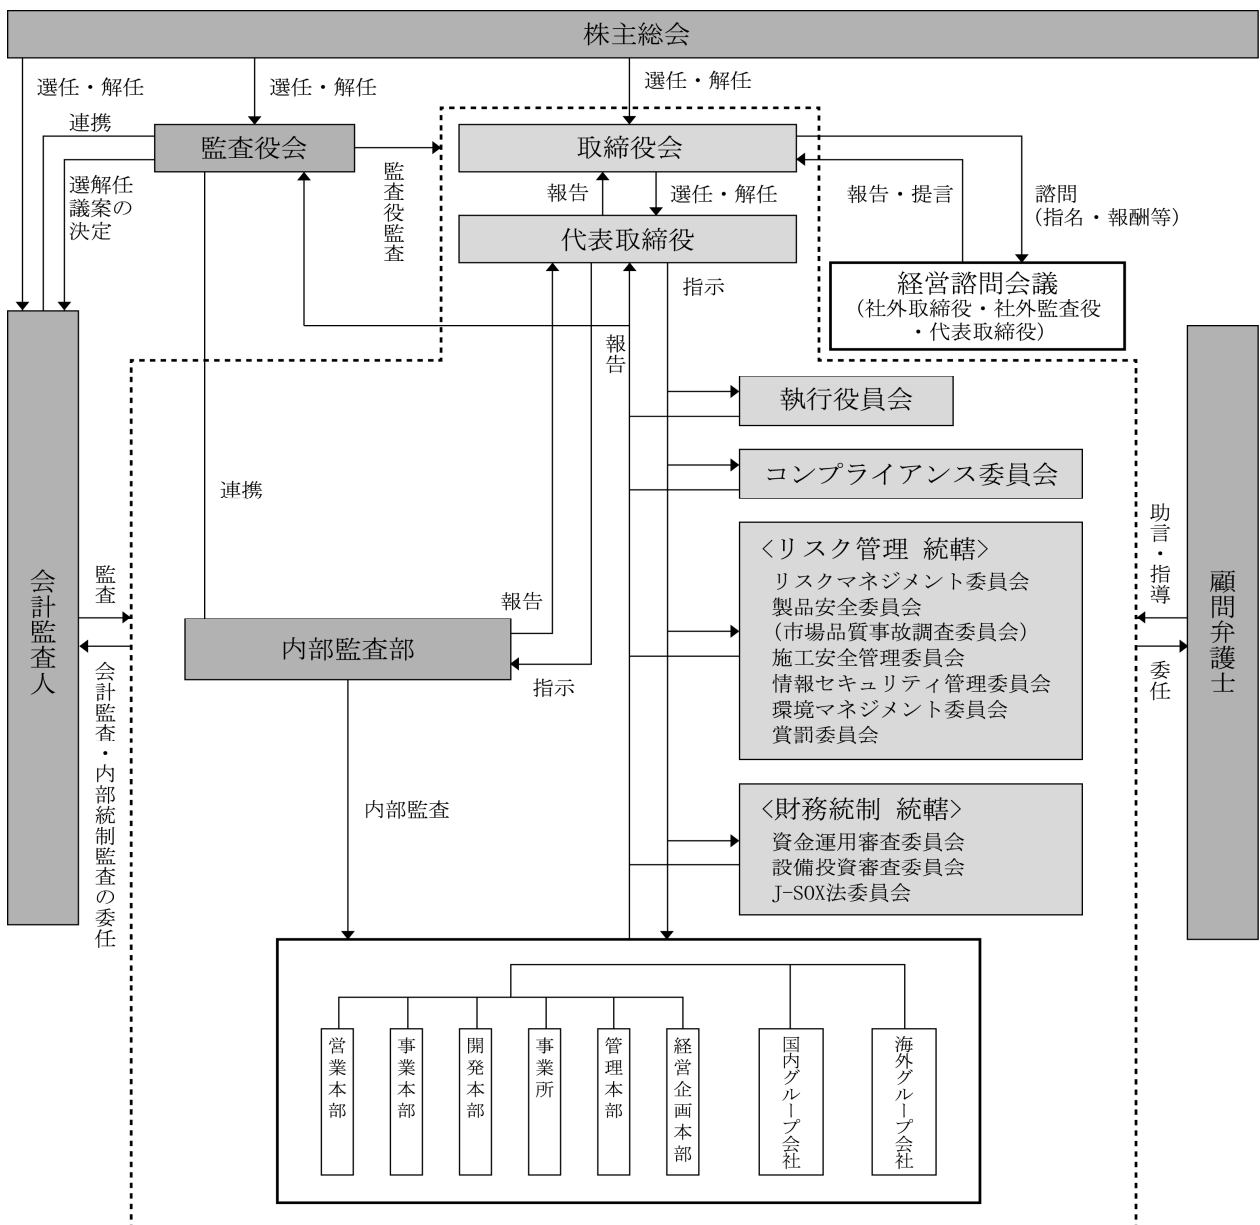 株主総会
選任・解任
選任・解任
選任・解任
連携
監査役会
取締役会
選解任
議案の
決定
監査役監査
報告
選任・解任
報告・提言
諮問
(指名・報酬等)
代表取締役
指示
経営諮問会議
(社外取締役・社外監査役
・代表取締役)
報告
執行役員会
コンプライアンス委員会
連携
<リスク管理 統轄>
リスクマネジメント委員会
製品安全委員会
(市場品質事故調査委員会)
施工安全管理委員会
情報セキュリティ管理委員会
環境マネジメント委員会
賞罰委員会
助言・指導
委任
顧問弁護士
会計監査人
監査
会計監査・内部統制監査の委任
報告
内部監査部
指示
内部監査
<財務統制 統轄>
資金運用審査委員会
設備投資審査委員会
J-SOX法委員会
営業本部
事業本部
開発本部
事業所
管理本部
経営企画本部
国内グループ会社
海外グループ会社